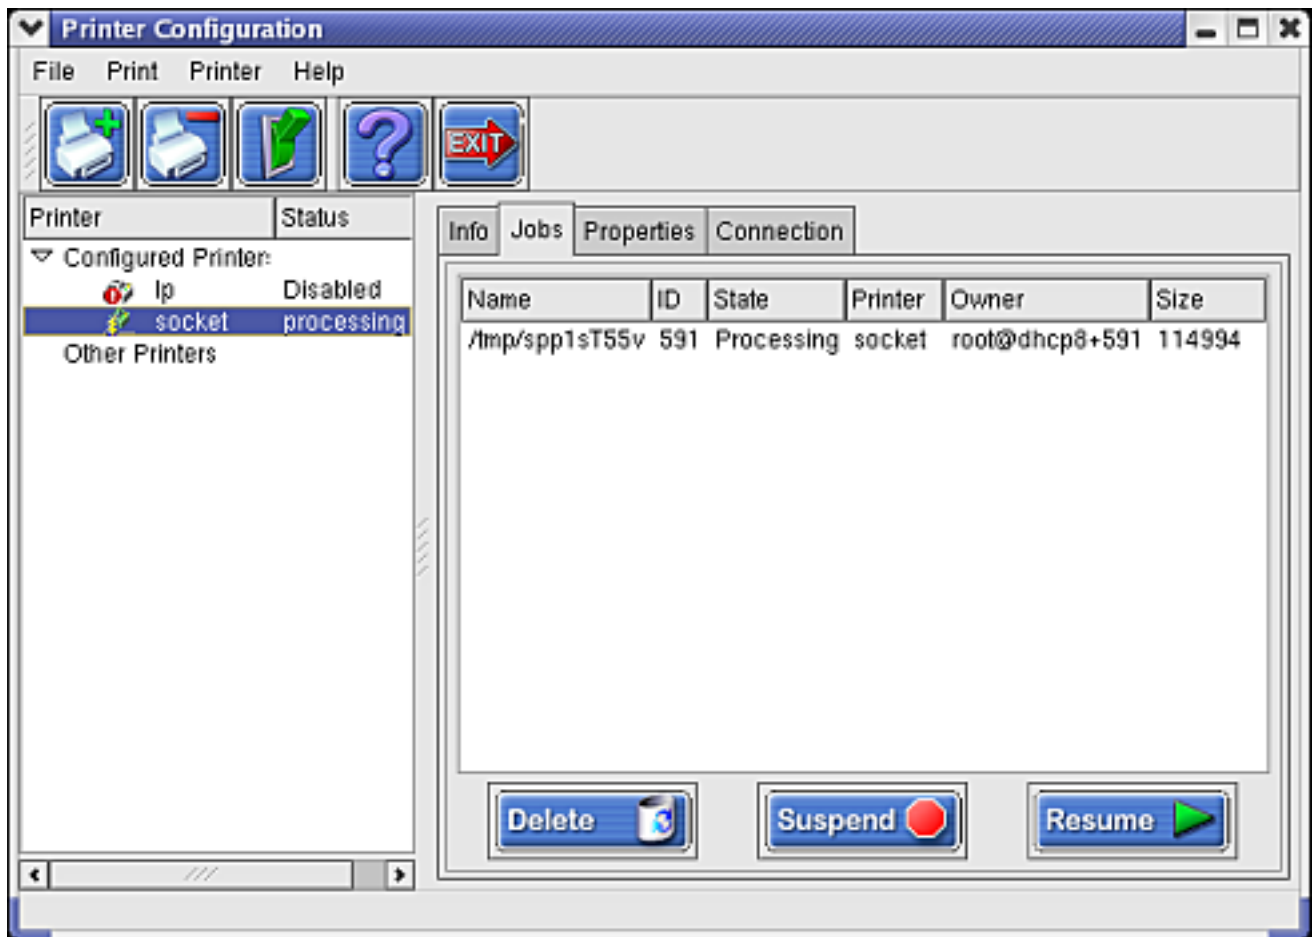 Printer Configuration
File Print Printer Help
EXIT
Printer Status
Info Jobs Properties Connection
Configured Printer
lp Disabled
socket processing
Other Printers
Name ID State Printer Owner Size
/tmp/spp1sT55v 591 Processing socket root@dhcp8+591 114994
Delete Suspend Resume